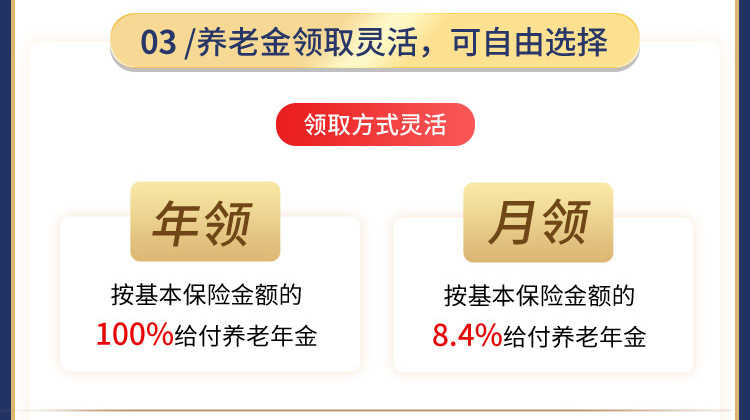 03 /养老金领取灵活，可自由选择
领取方式灵活
年领
按基本保险金额的
100%给付养老年金
月领
按基本保险金额的
8.4%给付养老年金